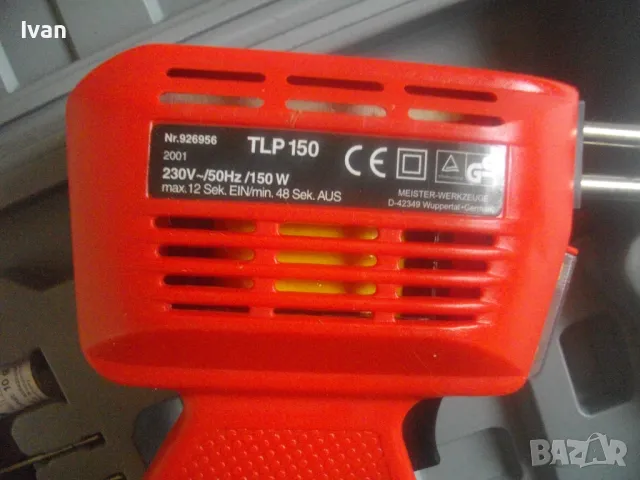 Ivan
Nr.926956
2001
TLP 150
230V~/50Hz /150 W
max.12 Sek. EIN/min. 48 Sek. AUS
CE
GS
MEISTER-WERKZEUGE
D-42349 Wuppertal-Germany
10
BAZAR